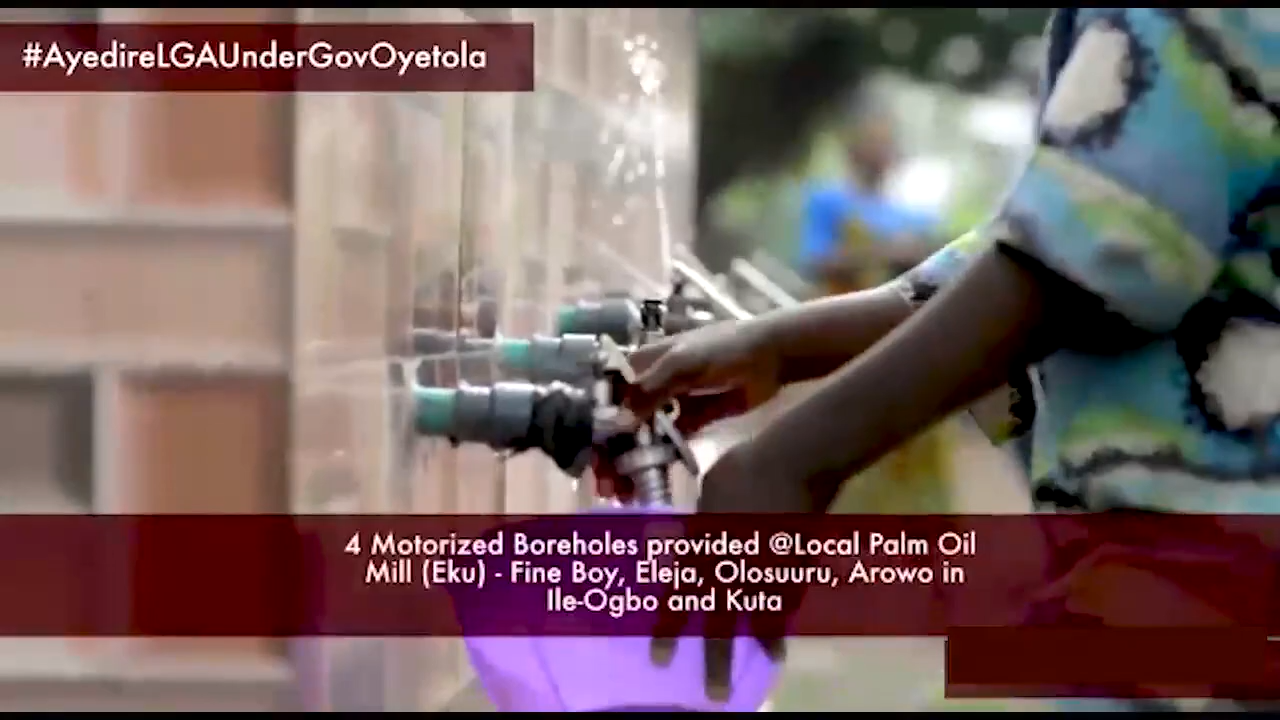 #AyedireLGAUnderGovOyetola
4 Motorized Boreholes provided @Local Palm Oil
Mill (Eku) - Fine Boy, Eleja, Olosuuru, Arowo in
Ile-Ogbo and Kuta